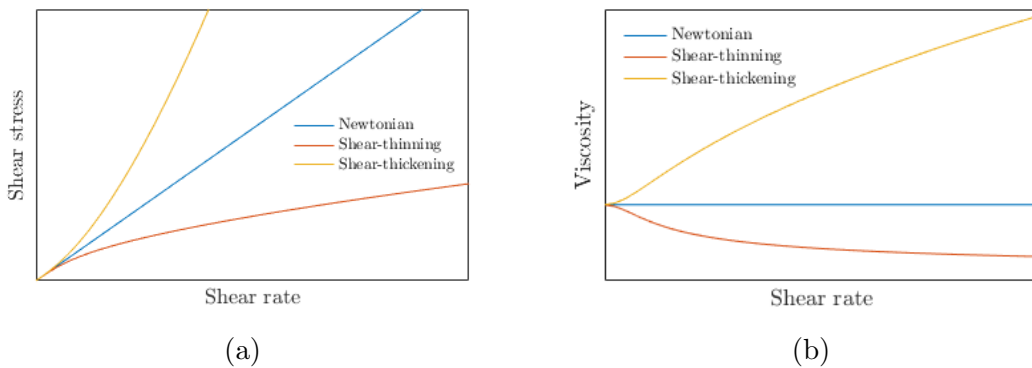 Shear stress
Newtonian
Shear-thinning
Shear-thickening
Shear rate
(a)
Viscosity
Newtonian
Shear-thinning
Shear-thickening
Shear rate
(b)